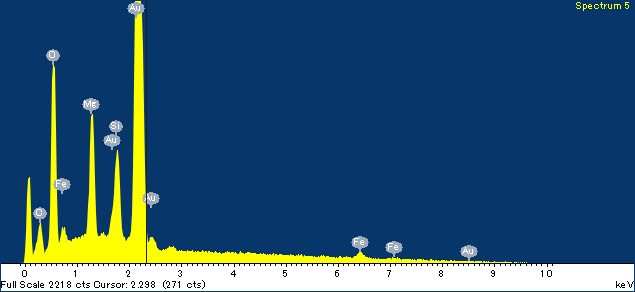 Spectrum 5
Au
O
Mg
Si
Au
Fe
Au
O
Fe
Fe
Au
0 1 2 3 4 5 6 7 8 9 10
Full Scale 2218 cts Cursor: 2.298 (271 cts)
keV